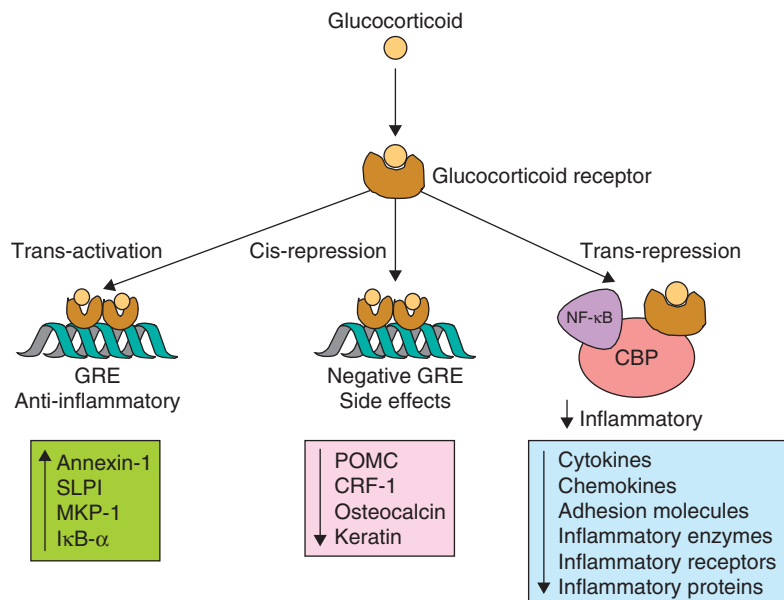 Glucocorticoid
Glucocorticoid receptor
Trans-activation
Cis-repression
Trans-repression
GRE
Anti-inflammatory
Annexin-1
SLPI
MKP-1
IκB-α
Negative GRE
Side effects
POMC
CRF-1
Osteocalcin
Keratin
NF-κB
CBP
Inflammatory
Cytokines
Chemokines
Adhesion molecules
Inflammatory enzymes
Inflammatory receptors
Inflammatory proteins